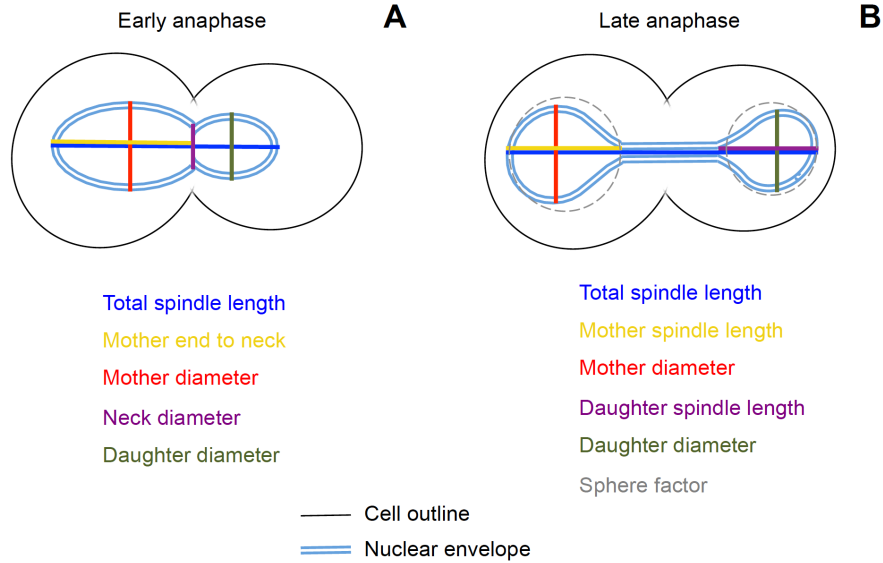 Early anaphase
A
Total spindle length
Mother end to neck
Mother diameter
Neck diameter
Daughter diameter
Late anaphase
B
Total spindle length
Mother spindle length
Mother diameter
Daughter spindle length
Daughter diameter
Sphere factor
Cell outline
Nuclear envelope